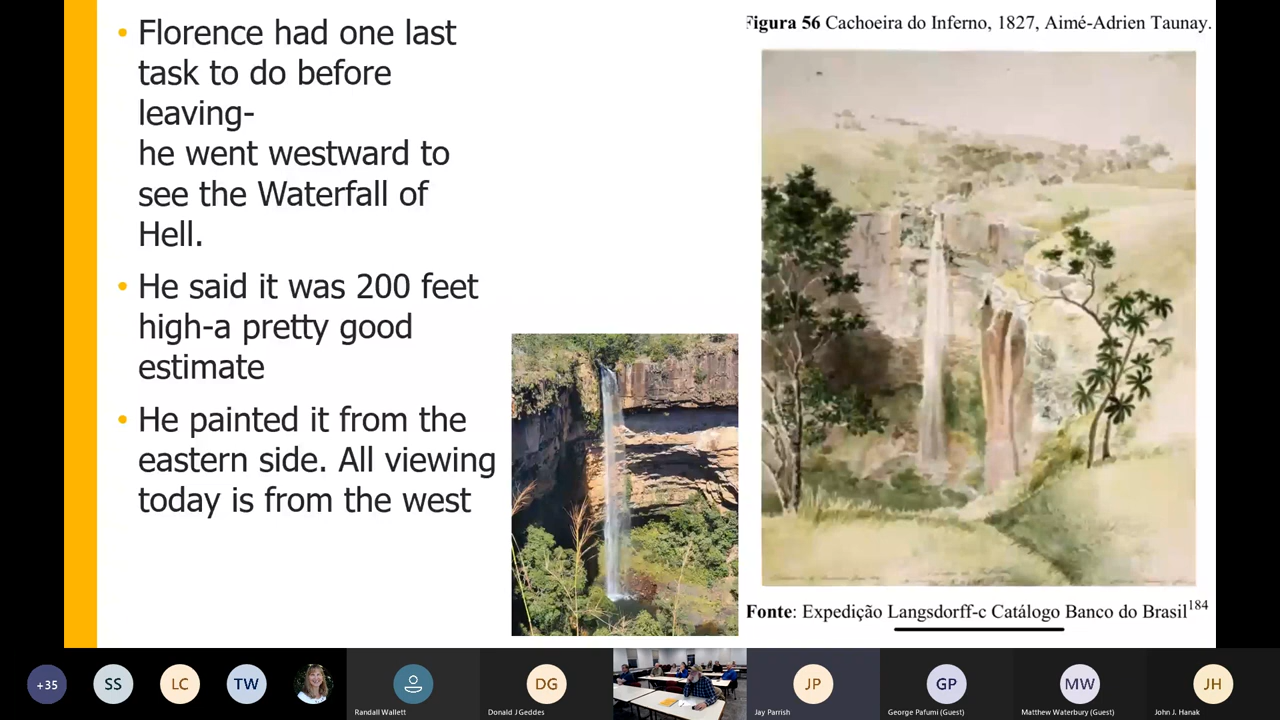 Florence had one last
task to do before
leaving-
he went westward to
see the Waterfall of
Hell.
He said it was 200 feet
high-a pretty good
estimate
He painted it from the
eastern side. All viewing
today is from the west
Figura 56 Cachoeira do Inferno, 1827, Aimé-Adrien Taunay.
Fonte: Expedição Langsdorff-c Catálogo Banco do Brasil184
+35
SS
LC
TW
Randall Wallett
DG
Donald J Geddes
JP
Jay Parrish
GP
George Pafumi (Guest)
MW
Matthew Waterbury (Guest)
JH
John J. Hanak